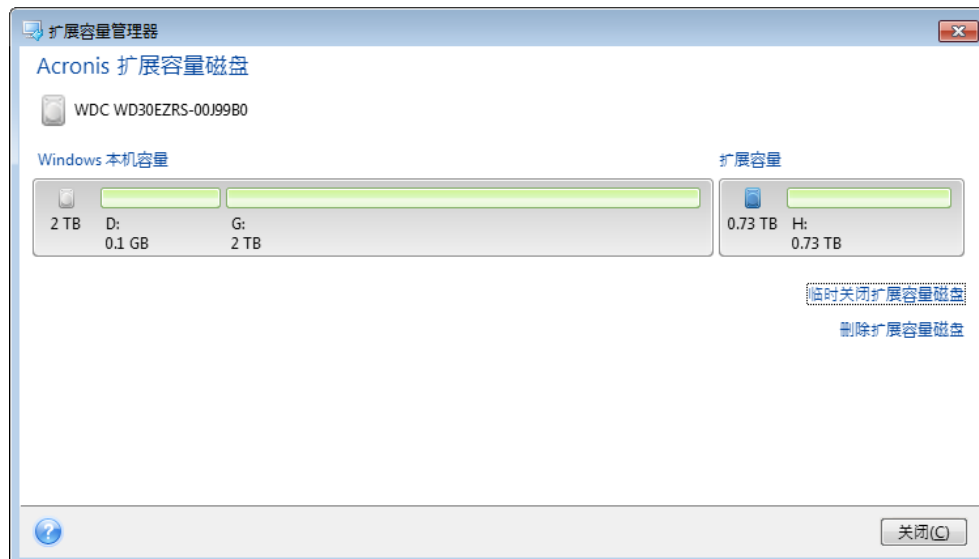 扩展容量管理器
Acronis 扩展容量磁盘
WDC WD30EZRS-00J99B0
Windows 本机容量
扩展容量
2 TB
D:
0.1 GB
G:
2 TB
0.73 TB
H:
0.73 TB
临时关闭扩展容量磁盘
删除扩展容量磁盘
关闭(C)